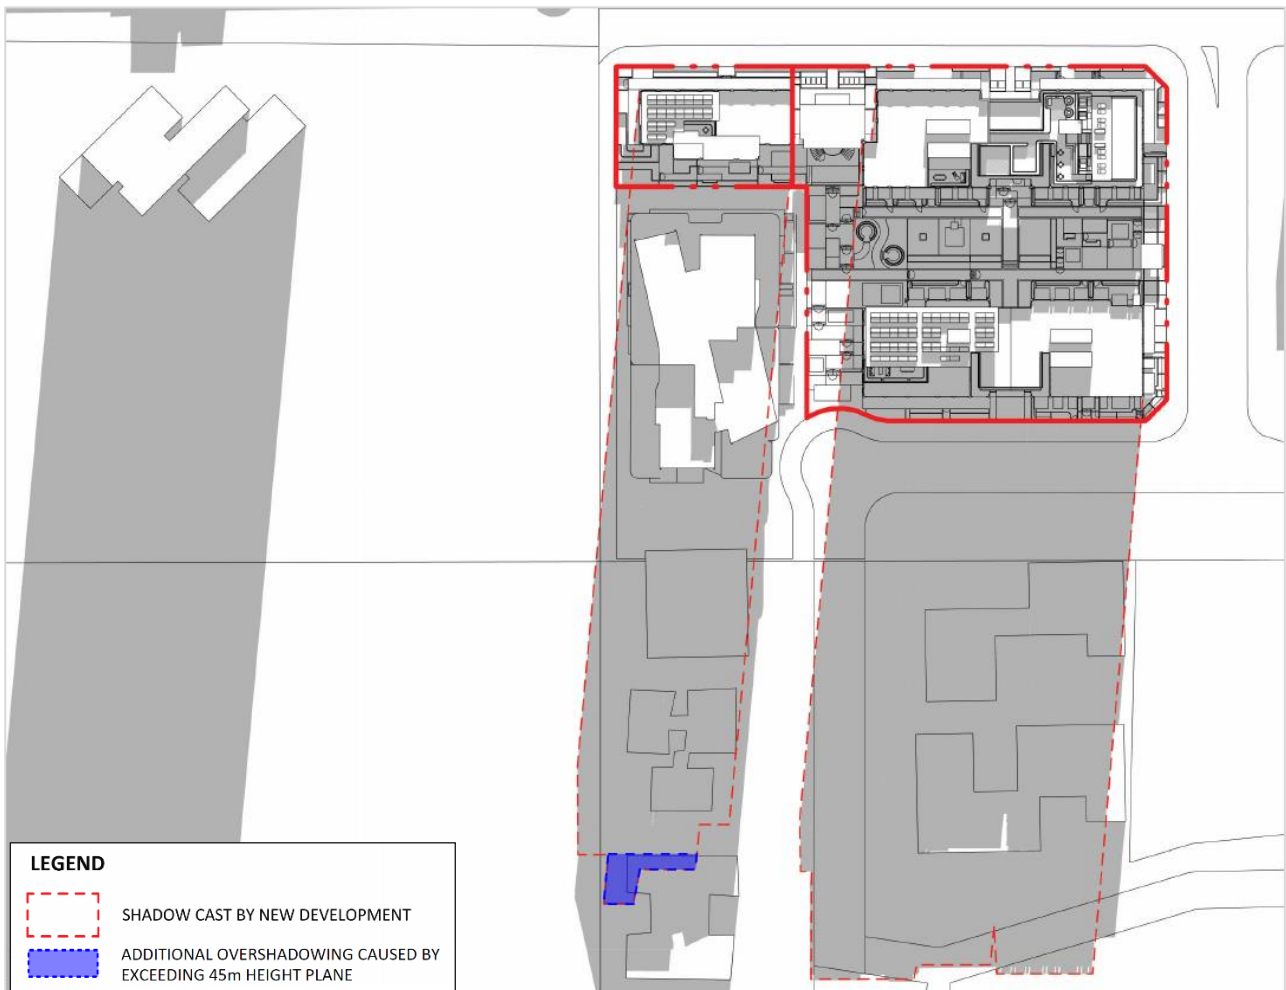 LEGEND
SHADOW CAST BY NEW DEVELOPMENT
ADDITIONAL OVERSHADOWING CAUSED BY
EXCEEDING 45m HEIGHT PLANE